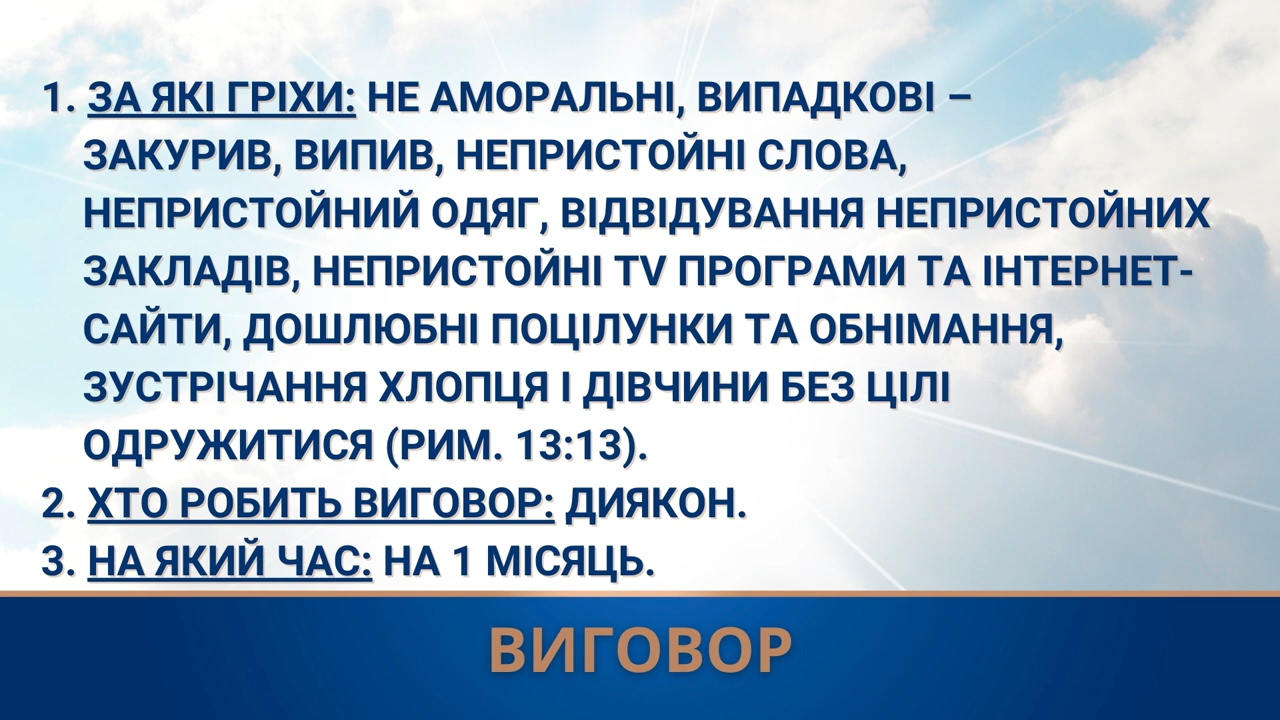 1. ЗА ЯКІ ГРІХИ: НЕ АМОРАЛЬНІ, ВИПАДКОВІ –
ЗАКУРИВ, ВИПИВ, НЕПРИСТОЙНІ СЛОВА,
НЕПРИСТОЙНИЙ ОДЯГ, ВІДВІДУВАННЯ НЕПРИСТОЙНИХ
ЗАКЛАДІВ, НЕПРИСТОЙНІ TV ПРОГРАМИ ТА ІНТЕРНЕТ-
САЙТИ, ДОШЛЮБНІ ПОЦІЛУНКИ ТА ОБНІМАННЯ,
ЗУСТРІЧАННЯ ХЛОПЦЯ І ДІВЧИНИ БЕЗ ЦІЛІ
ОДРУЖИТИСЯ (РИМ. 13:13).
2. ХТО РОБИТЬ ВИГОВОР: ДИЯКОН.
3. НА ЯКИЙ ЧАС: НА 1 МІСЯЦЬ.
ВИГОВОР